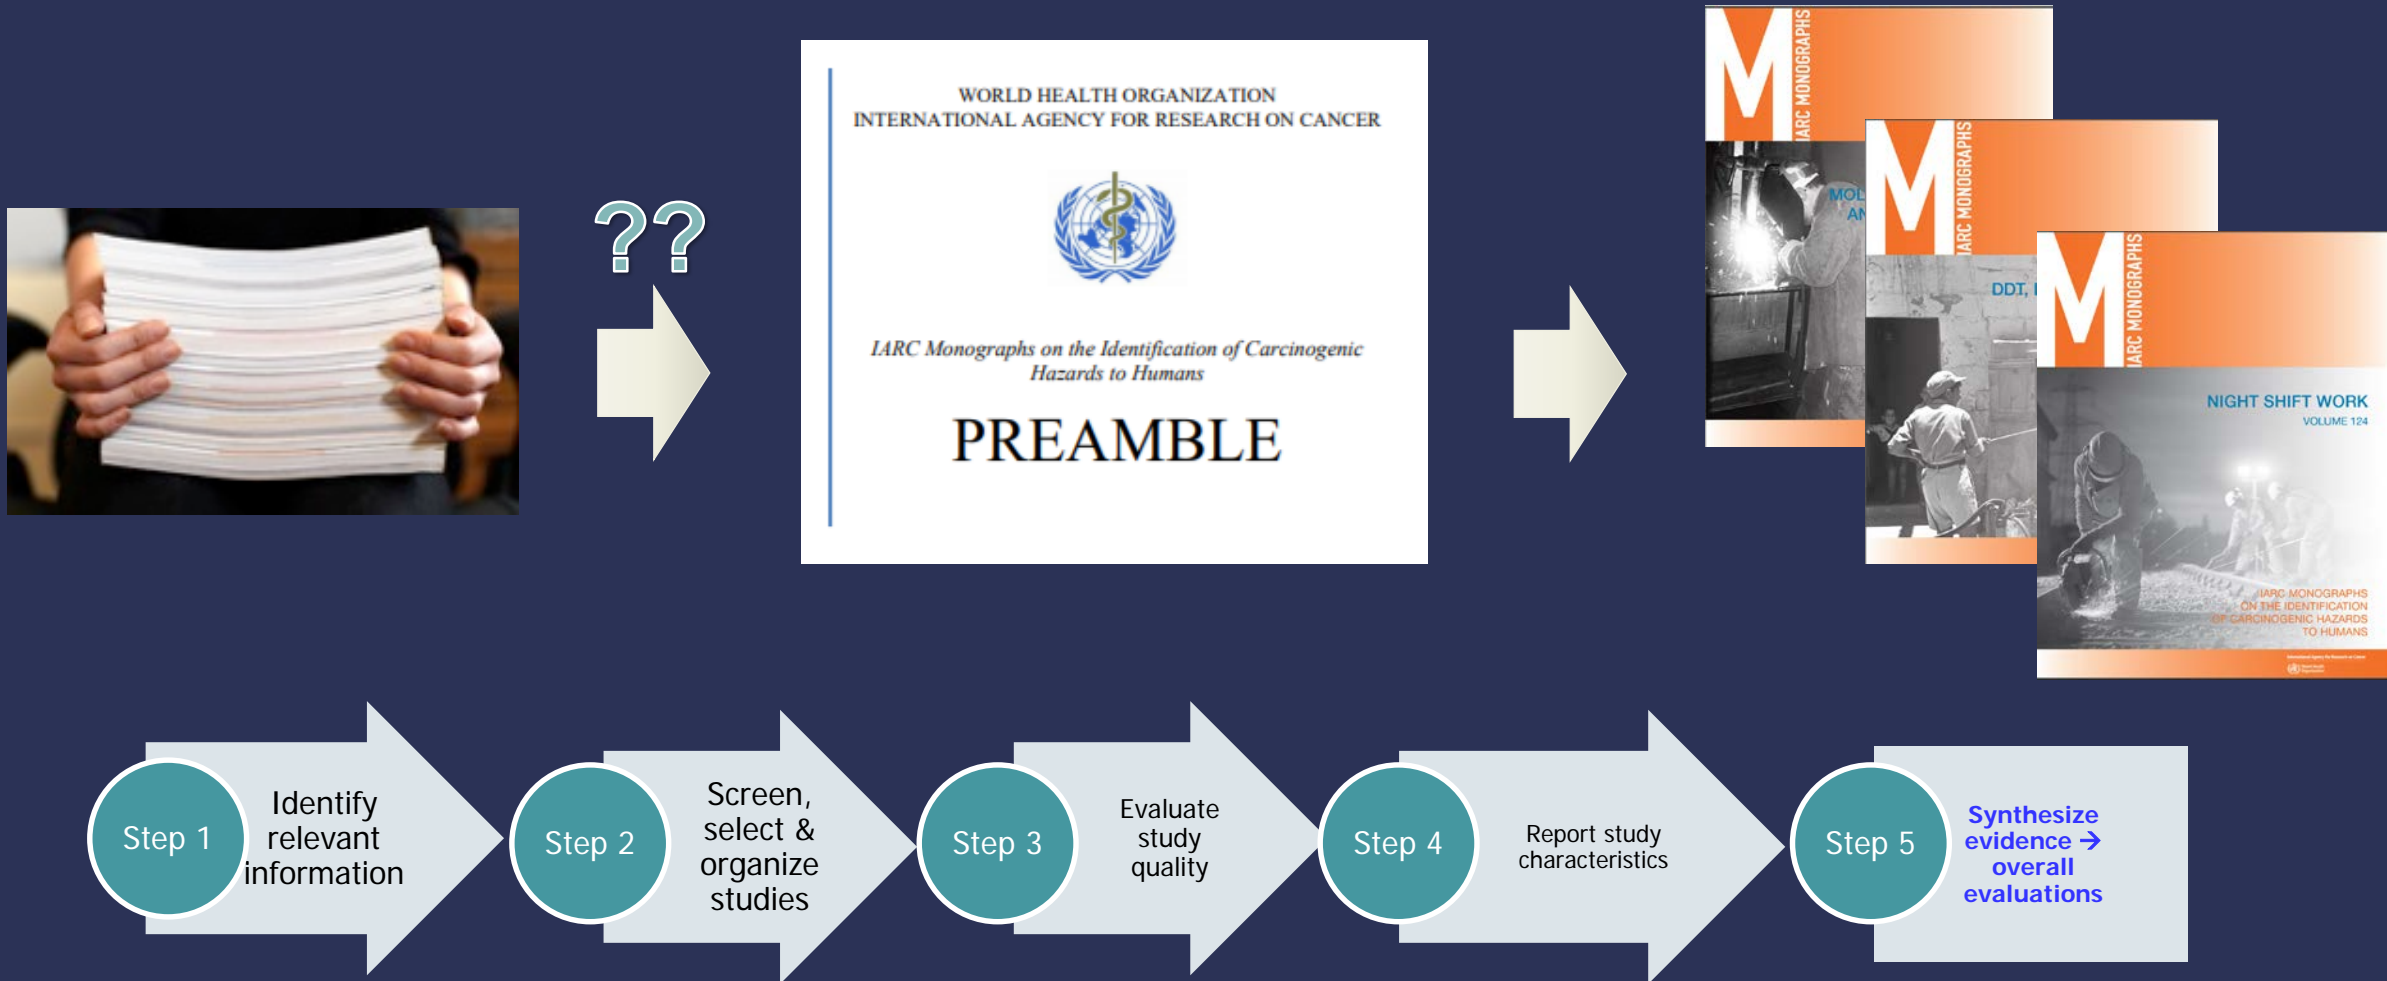 ??
WORLD HEALTH ORGANIZATION
INTERNATIONAL AGENCY FOR RESEARCH ON CANCER
IARC Monographs on the Identification of Carcinogenic
Hazards to Humans
PREAMBLE
M
IARC MONOGRAPHS
M
IARC MONOGRAPHS
DDT,
M
IARC MONOGRAPHS
NIGHT SHIFT WORK
VOLUME 124
IARC MONOGRAPHS
ON THE IDENTIFICATION
OF CARCINOGENIC HAZARDS
TO HUMANS
Step 1
Identify
relevant
information
Step 2
Screen,
select &
organize
studies
Step 3
Evaluate
study
quality
Step 4
Report study
characteristics
Step 5
Synthesize
evidence →
overall
evaluations